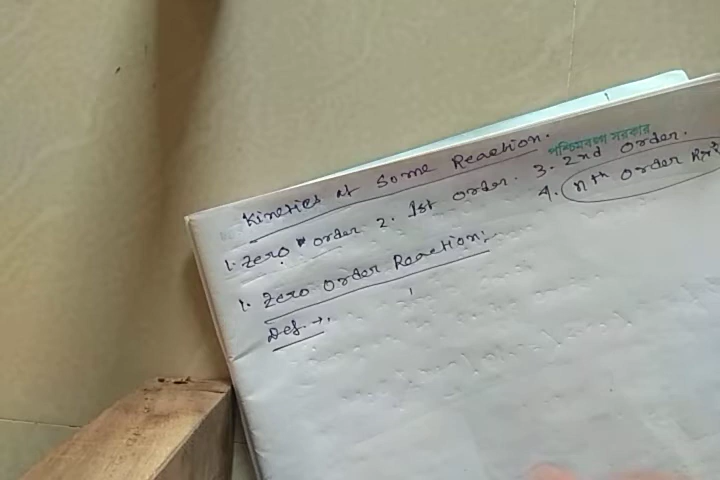 Kinetics of Some Reaction.
পশ্চিমবঙ্গ সরকার
1. Zero order 2. 1st order. 3. 2nd order.
4. nth order
1. Zero order Reaction:-
Def →.